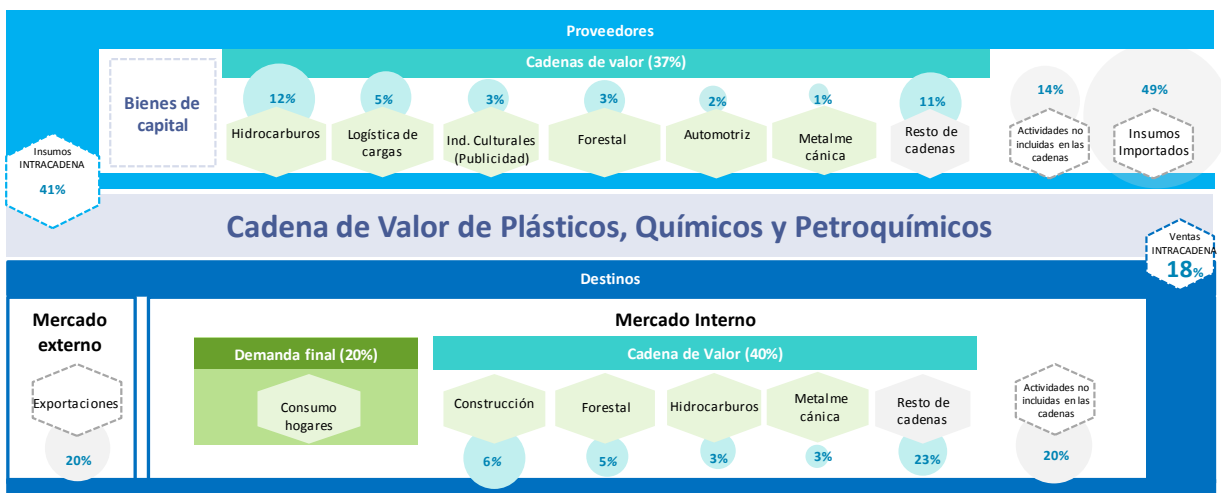 Proveedores
Cadenas de valor (37%)
Bienes de
capital
12%
Hidrocarburos
5%
Logística de
cargas
3%
Ind. Culturales
(Publicidad)
3%
Forestal
2%
Automotriz
1%
Metalme
cánica
11%
Resto de
cadenas
14%
Actividades no
incluidas en las
cadenas
49%
Insumos
Importados
Insumos
INTRACADENA
41%
Cadena de Valor de Plásticos, Químicos y Petroquímicos
Ventas
INTRACADENA
18%
Destinos
Mercado
externo
Exportaciones
20%
Mercado Interno
Demanda final (20%)
Consumo
hogares
Cadena de Valor (40%)
Construcción
6%
Forestal
5%
Hidrocarburos
3%
Metalme
cánica
3%
Resto de
cadenas
23%
Actividades no
incluidas en las
cadenas
20%